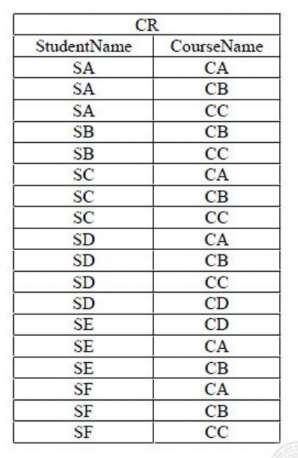 CR
StudentName CourseName
SA CA
SA CB
SA CC
SB CB
SB CC
SC CA
SC CB
SC CC
SD CA
SD CB
SD CC
SD CD
SE CD
SE CA
SE CB
SF CA
SF CB
SF CC